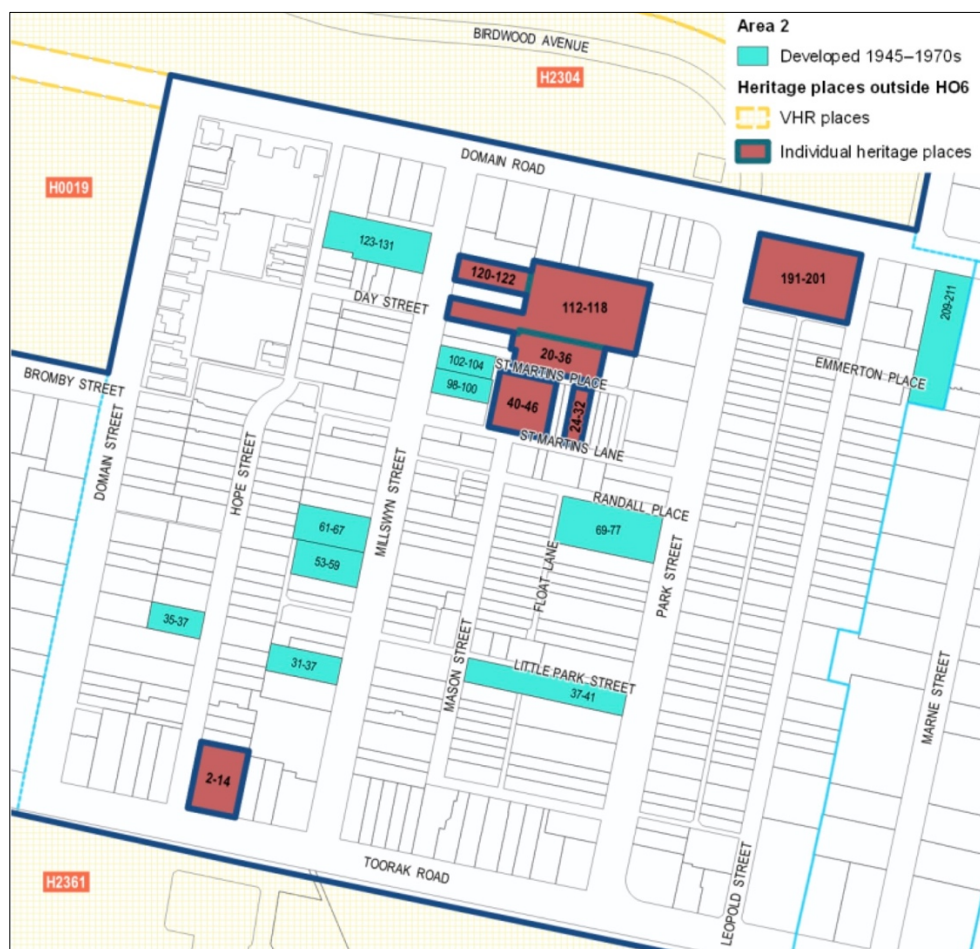 Area 2
Developed 1945–1970s
Heritage places outside HO6
VHR places
Individual heritage places
BIRDWOOD AVENUE
H2304
DOMAIN ROAD
H0019
123-131
120-122
112-118
191-201
209-211
DAY STREET
20-36
ST MARTINS PLACE
EMMERTON PLACE
102-104
98-100
40-46
24-32
BROMBY STREET
DOMAIN STREET
HOPE STREET
MILLSWYN STREET
ST MARTINS LANE
RANDALL PLACE
61-67
69-77
53-59
FLOAT LANE
PARK STREET
35-37
31-37
MASON STREET
LITTLE PARK STREET
37-41
MARNE STREET
2-14
TOORAK ROAD
LEOPOLD STREET
H2361